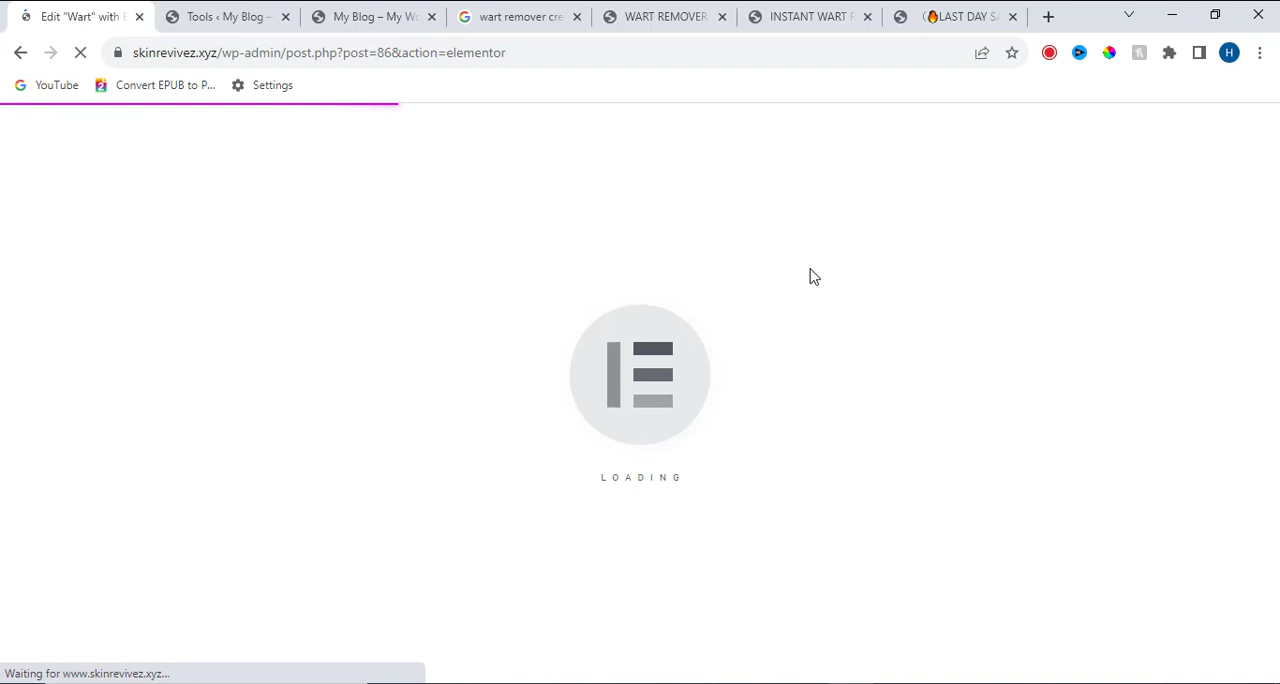 Edit "Wart" with E
Tools ‹ My Blog –
My Blog – My Wo
wart remover cre
WART REMOVER
INSTANT WART R
(🔥LAST DAY SA
skinrevivez.xyz/wp-admin/post.php?post=86&action=elementor
H
YouTube
Convert EPUB to P...
Settings
LOADING
Waiting for www.skinrevivez.xyz...